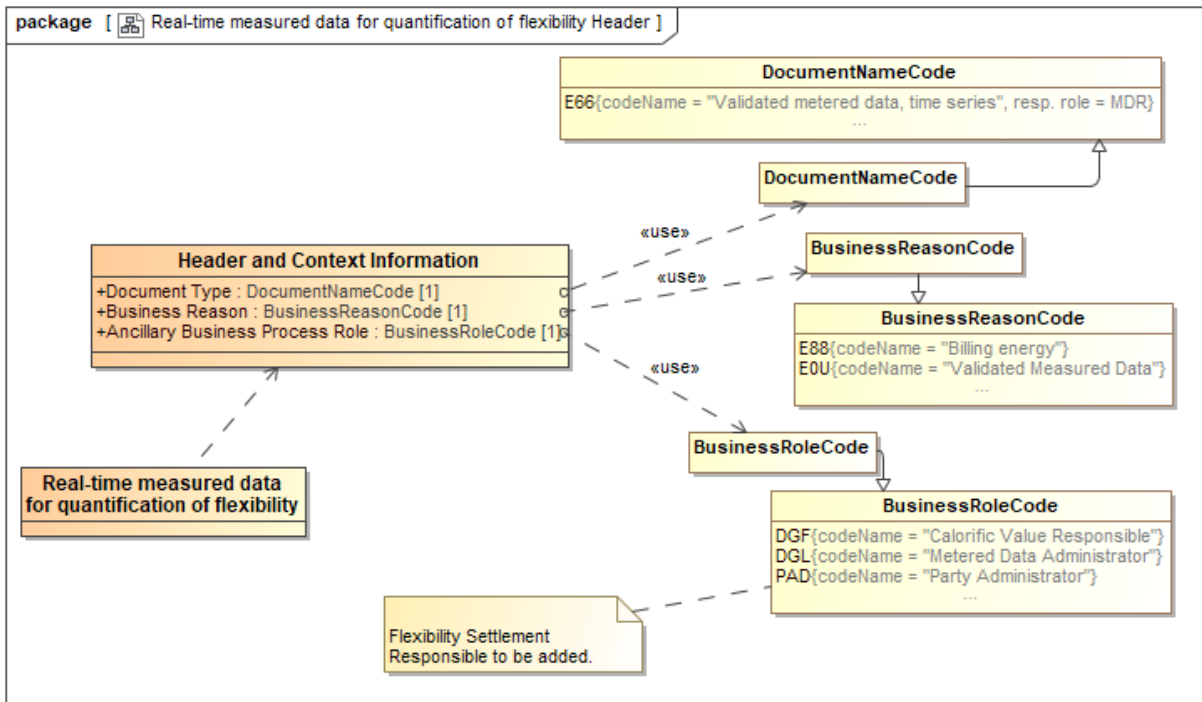 package [ Real-time measured data for quantification of flexibility Header ]
DocumentNameCode
E66{codeName = "Validated metered data, time series", resp. role = MDR}
...
DocumentNameCode
«use»
BusinessReasonCode
«use»
Header and Context Information
+Document Type : DocumentNameCode [1]
+Business Reason : BusinessReasonCode [1]
+Ancillary Business Process Role : BusinessRoleCode [1]
BusinessReasonCode
E88{codeName = "Billing energy"}
E0U{codeName = "Validated Measured Data"}
...
«use»
BusinessRoleCode
Real-time measured data
for quantification of flexibility
BusinessRoleCode
DGF{codeName = "Calorific Value Responsible"}
DGL{codeName = "Metered Data Administrator"}
PAD{codeName = "Party Administrator"}
...
Flexibility Settlement
Responsible to be added.